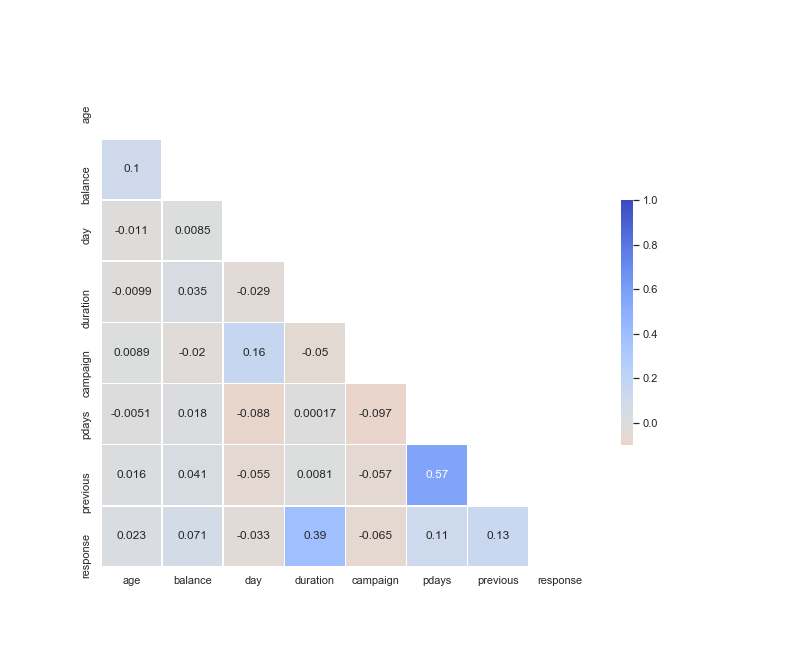 age
balance 0.1
day -0.011 0.0085
duration -0.0099 0.035 -0.029
campaign 0.0089 -0.02 0.16 -0.05
pdays -0.0051 0.018 -0.088 0.00017 -0.097
previous 0.016 0.041 -0.055 0.0081 -0.057 0.57
response 0.023 0.071 -0.033 0.39 -0.065 0.11 0.13
age balance day duration campaign pdays previous response
1.0
0.8
0.6
0.4
0.2
0.0